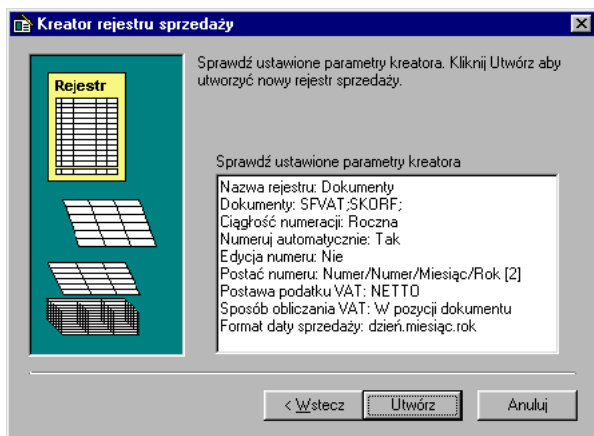 Kreator rejestru sprzedaży
Sprawdź ustawione parametry kreatora. Kliknij Utwórz aby
utworzyć nowy rejestr sprzedaży.
Rejestr
Sprawdź ustawione parametry kreatora
Nazwa rejestru: Dokumenty
Dokumenty: SFVAT;SKORF;
Ciągłość numeracji: Roczna
Numeruj automatycznie: Tak
Edycja numeru: Nie
Postać numeru: Numer/Numer/Miesiąc/Rok [2]
Postawa podatku VAT: NETTO
Sposób obliczania VAT: W pozycji dokumentu
Format daty sprzedaży: dzień.miesiąc.rok
< Wstecz
Utwórz
Anuluj